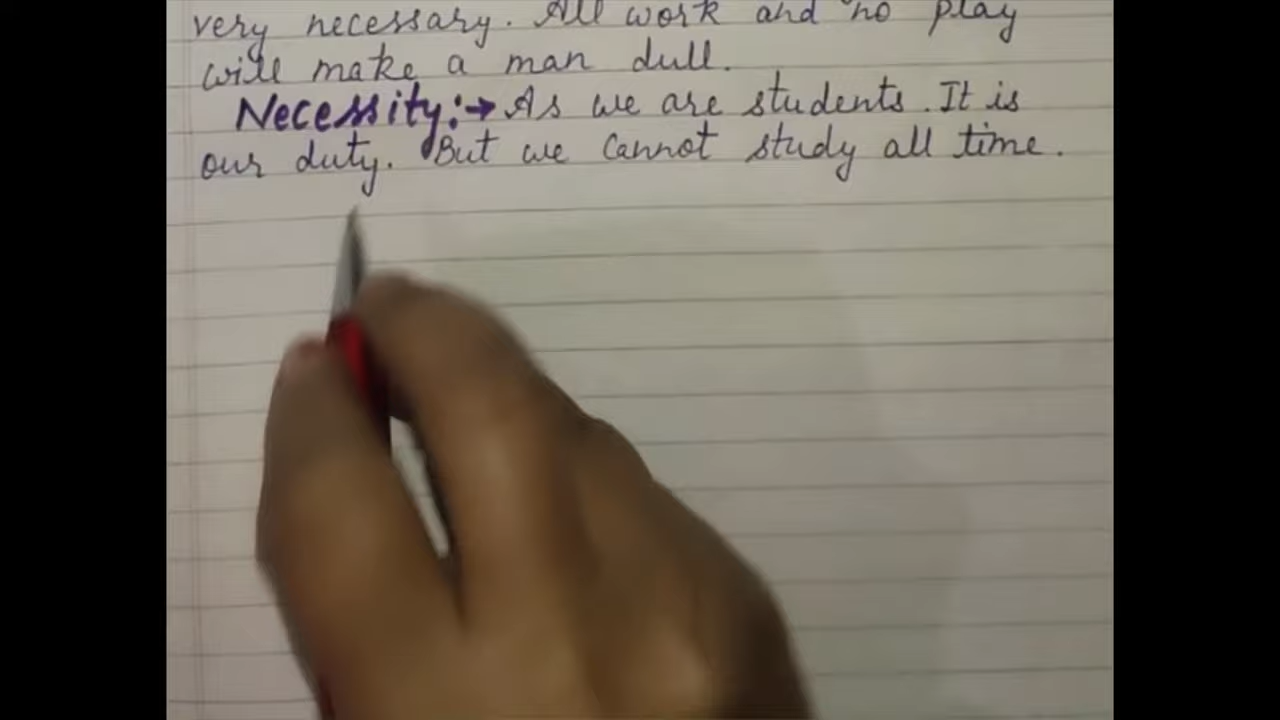 very necessary. All work and no play
will make a man dull.
Necessity:→ As we are students. It is
our duty. But we cannot study all time.